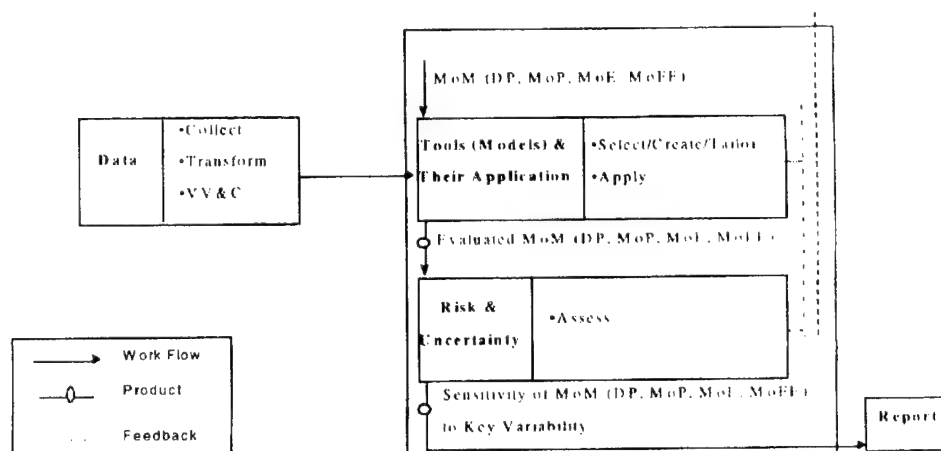 MoM (DP, MoP, MoE MoFE)
Data
•Collect
•Transform
•VV&C
Tools (Models) &
Their Application
•Select/Create/Tailor
•Apply
Evaluated MoM (DP, MoP, MoE, MoFE)
Risk &
Uncertainty
•Assess
Work Flow
Product
Feedback
Sensitivity of MoM (DP, MoP, MoE, MoFE)
to Key Variability
Report